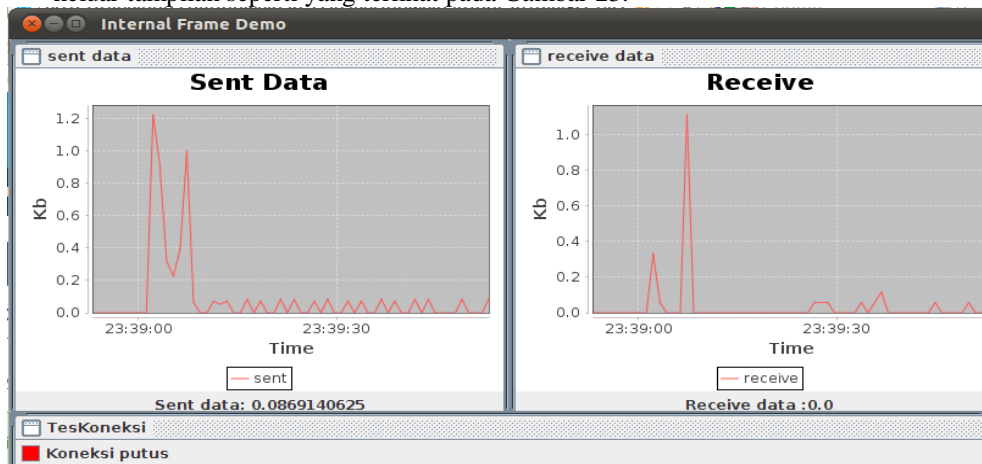 Internal Frame Demo
sent data
Sent Data
1.2
1.0
0.8
0.6
0.4
0.2
0.0
Kb
23:39:00 23:39:30
Time
sent
Sent data: 0.0869140625
receive data
Receive
1.0
0.8
0.6
0.4
0.2
0.0
Kb
23:39:00 23:39:30
Time
receive
Receive data :0.0
TesKoneksi
Koneksi putus